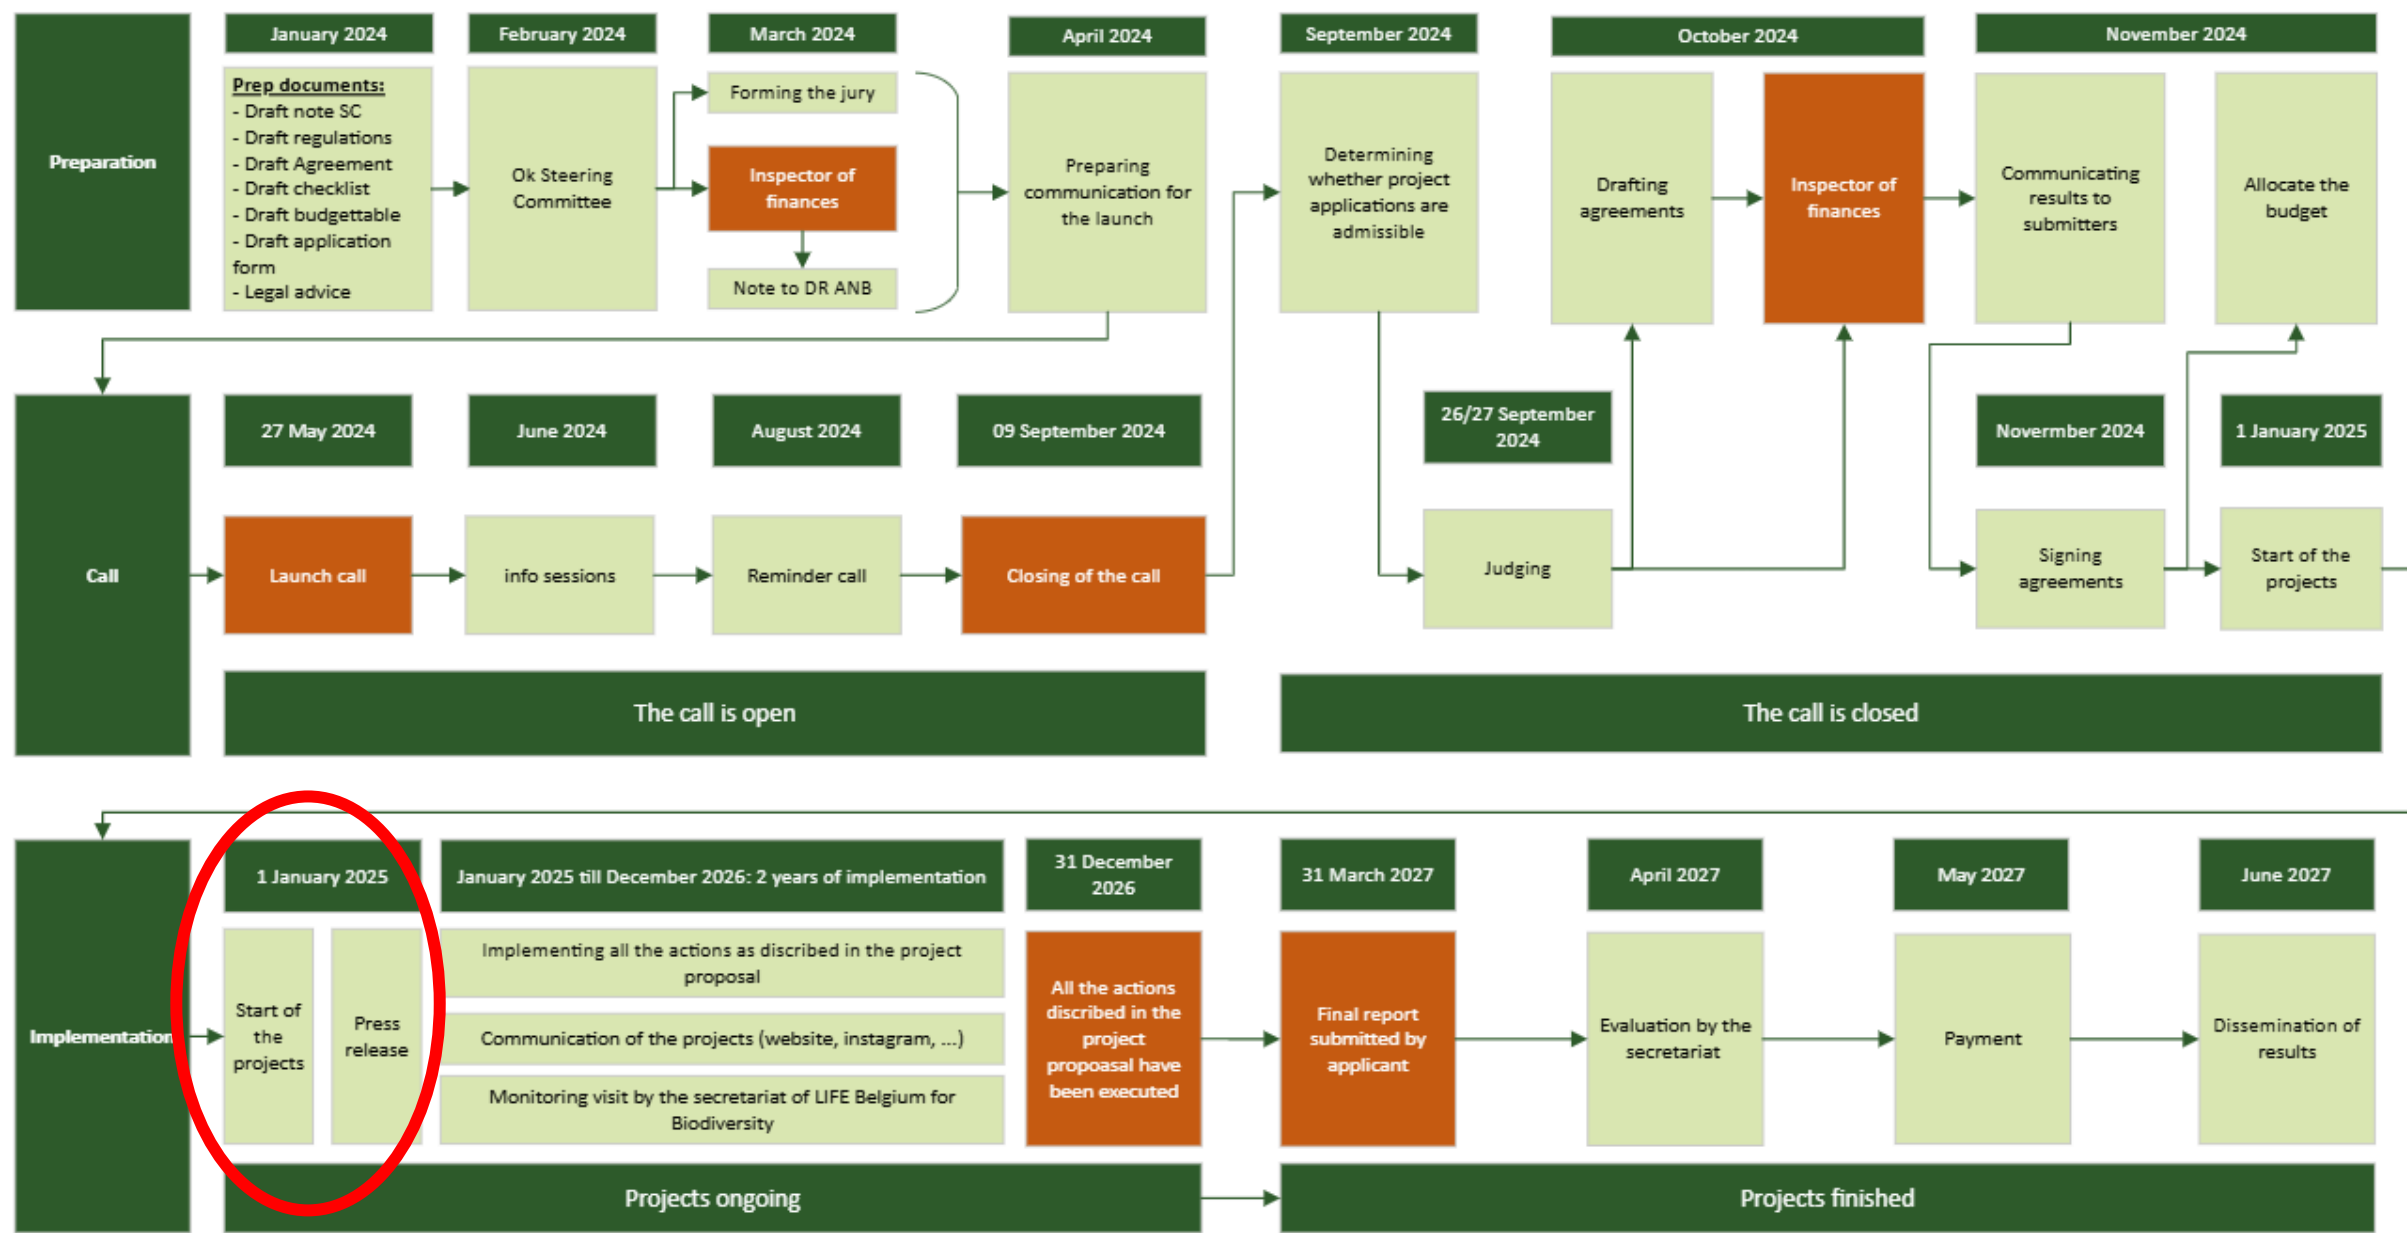 Preparation
January 2024
Prep documents:
- Draft note SC
- Draft regulations
- Draft Agreement
- Draft checklist
- Draft budgettable
- Draft application
form
- Legal advice
February 2024
Ok Steering
Committee
March 2024
Forming the jury
Inspector of
finances
Note to DR ANB
April 2024
Preparing
communication for
the launch
September 2024
Determining
whether project
applications are
admissible
October 2024
Drafting
agreements
Inspector of
finances
November 2024
Communicating
results to
submitters
Allocate the
budget
Call
27 May 2024
Launch call
June 2024
info sessions
August 2024
Reminder call
09 September 2024
Closing of the call
26/27 September
2024
Judging
Novermber 2024
Signing
agreements
1 January 2025
Start of the
projects
The call is open
The call is closed
Implementation
1 January 2025
Start of
the
projects
Press
release
January 2025 till December 2026: 2 years of implementation
Implementing all the actions as discribed in the project
proposal
Communication of the projects (website, instagram, ...)
Monitoring visit by the secretariat of LIFE Belgium for
Biodiversity
31 December
2026
All the actions
discribed in the
project
propoasal have
been executed
31 March 2027
Final report
submitted by
applicant
April 2027
Evaluation by the
secretariat
May 2027
Payment
June 2027
Dissemination of
results
Projects ongoing
Projects finished